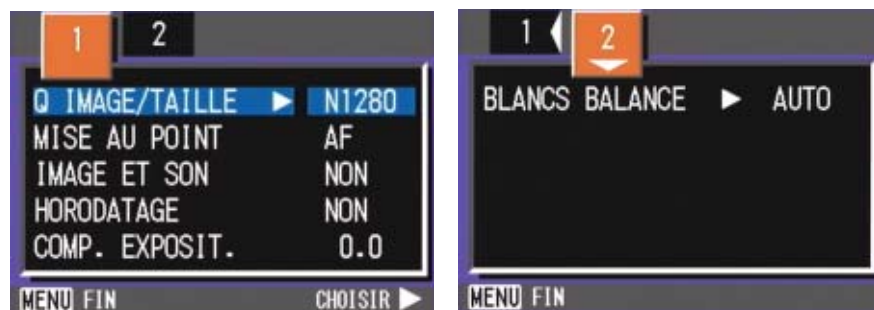 1 2
Q IMAGE/TAILLE ▶ N1280
MISE AU POINT AF
IMAGE ET SON NON
HORODATAGE NON
COMP. EXPOSIT. 0.0
MENU FIN CHOISIR ▶
1 2
BLANCS BALANCE ▶ AUTO
MENU FIN